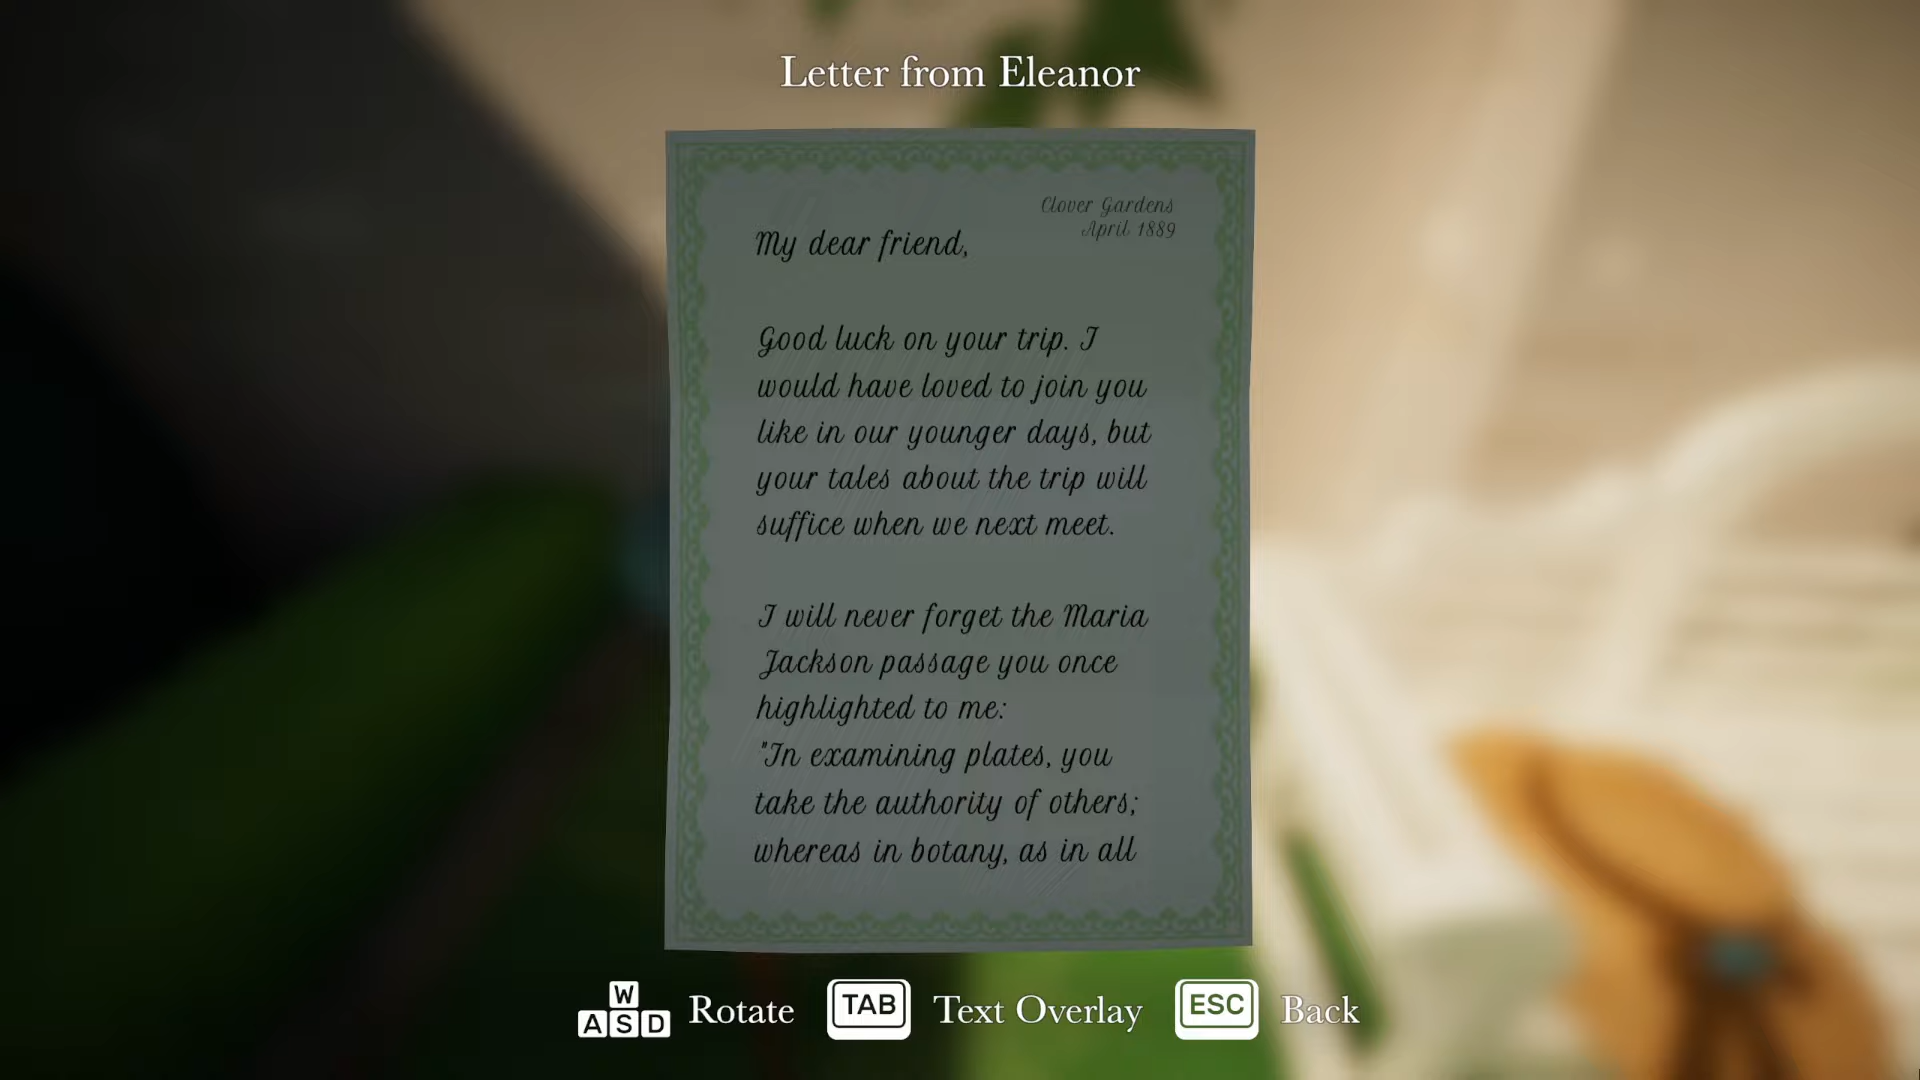 Letter from Eleanor
Clover Gardens
April 1889
My dear friend,
Good luck on your trip. I
would have loved to join you
like in our younger days, but
your tales about the trip will
suffice when we next meet.
I will never forget the Maria
Jackson passage you once
highlighted to me:
"In examining plates, you
take the authority of others;
whereas in botany, as in all
W
A S D Rotate TAB Text Overlay ESC Back